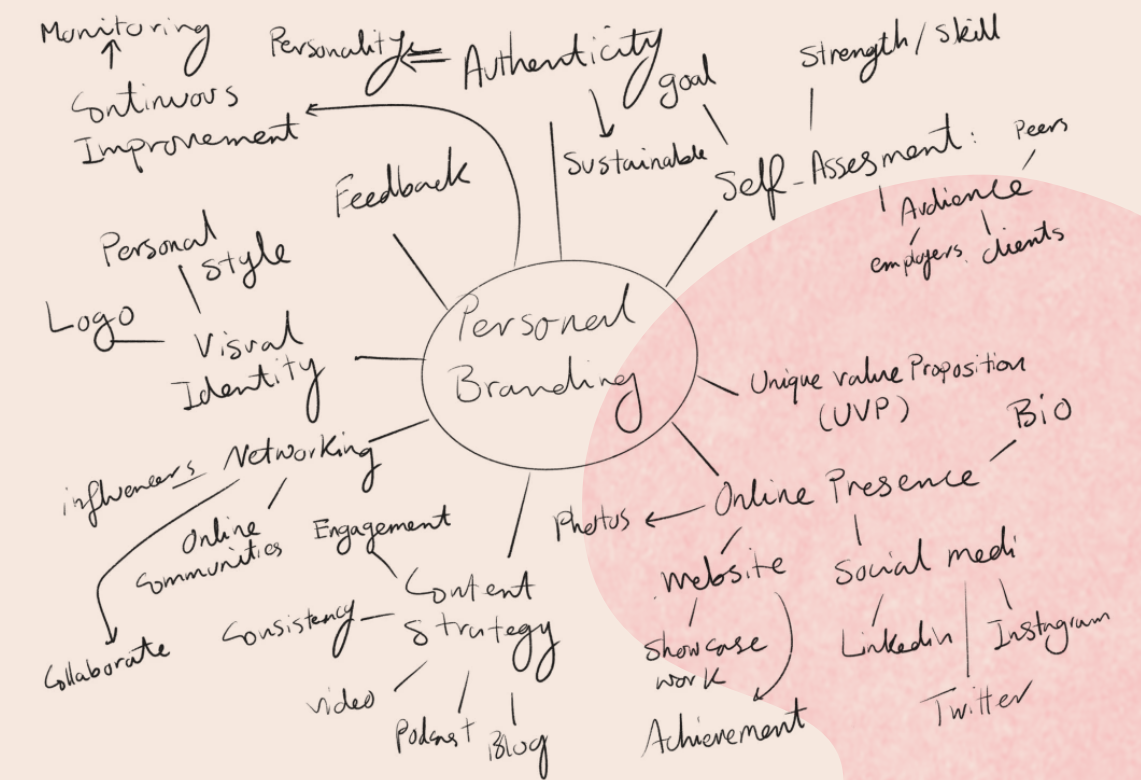 Monitoring
Continuous
Improvement
Personality
Authenticity
Sustainable
goal
Strength / Skill
Self-Assesment:
Peers
Audience
employers
clients
Feedback
Personal
Style
Logo
Visual
Identity
Personal
Branding
Unique value Proposition
(UVP)
Bio
Online Presence
Photos
Website
Showcase
work
Achievement
Social medi
Linkedin
Instagram
Twitter
Networking
influencers
Online
Communities
Collaborate
Engagement
Content
Strategy
Consistency
video
Podcast
Blog